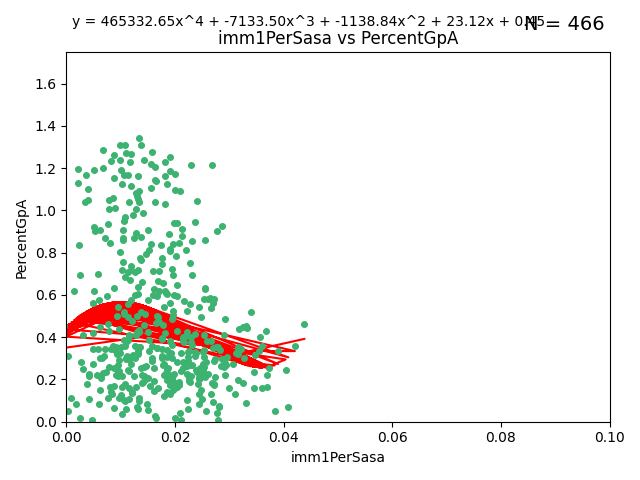 y = 465332.65x^4 + -7133.50x^3 + -1138.84x^2 + 23.12x + 0.45
N = 466
imm1PerSasa vs PercentGpA
PercentGpA
1.6
1.4
1.2
1.0
0.8
0.6
0.4
0.2
0.0
0.00 0.02 0.04 0.06 0.08 0.10
imm1PerSasa